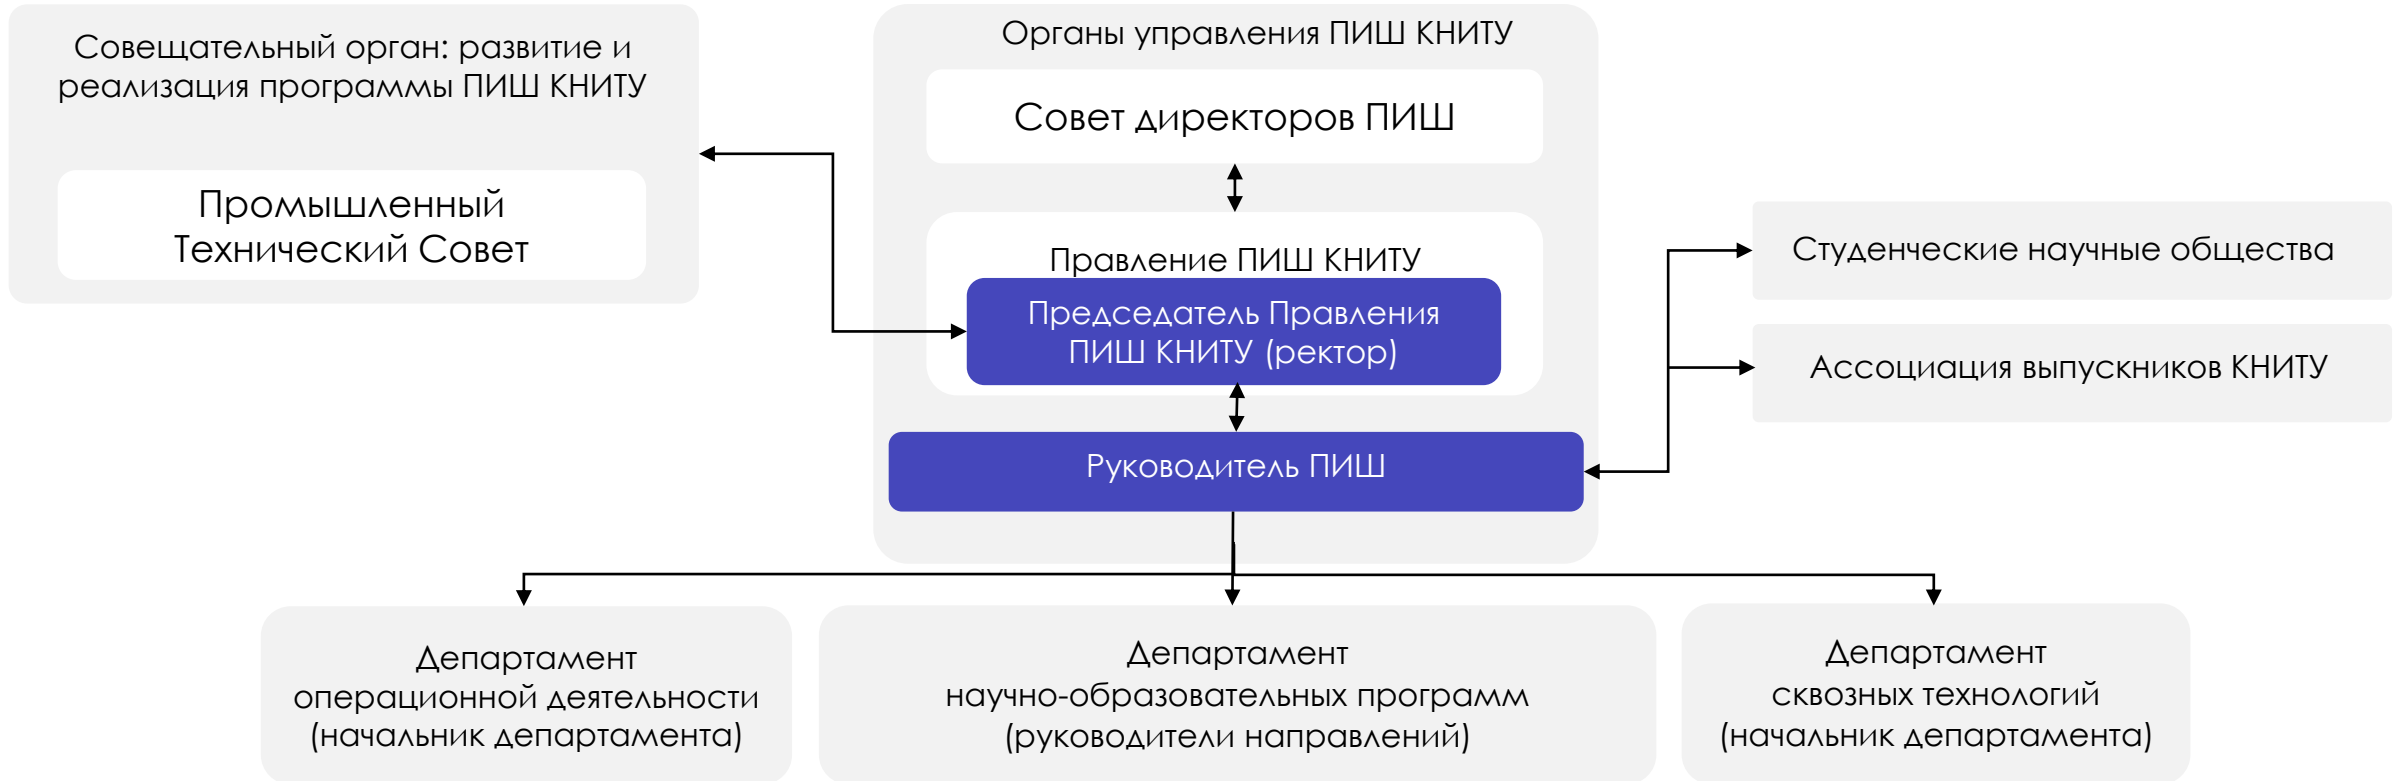 Совещательный орган: развитие и
реализация программы ПИШ КНИТУ
Промышленный
Технический Совет
Органы управления ПИШ КНИТУ
Совет директоров ПИШ
Правление ПИШ КНИТУ
Председатель Правления
ПИШ КНИТУ (ректор)
Руководитель ПИШ
Студенческие научные общества
Ассоциация выпускников КНИТУ
Департамент
операционной деятельности
(начальник департамента)
Департамент
научно-образовательных программ
(руководители направлений)
Департамент
сквозных технологий
(начальник департамента)